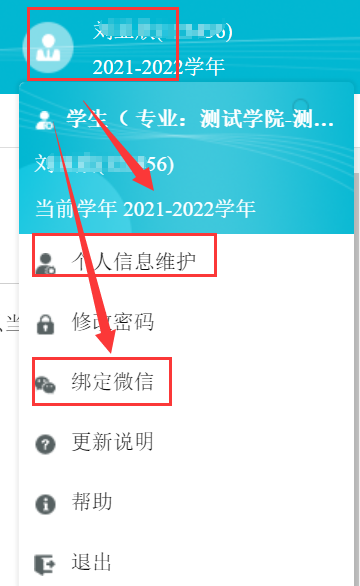 刘
2021-2022学年
学生（专业：测试学院 测...
刘 56)
当前学年 2021-2022学年
个人信息维护
当
修改密码
绑定微信
更新说明
帮助
退出